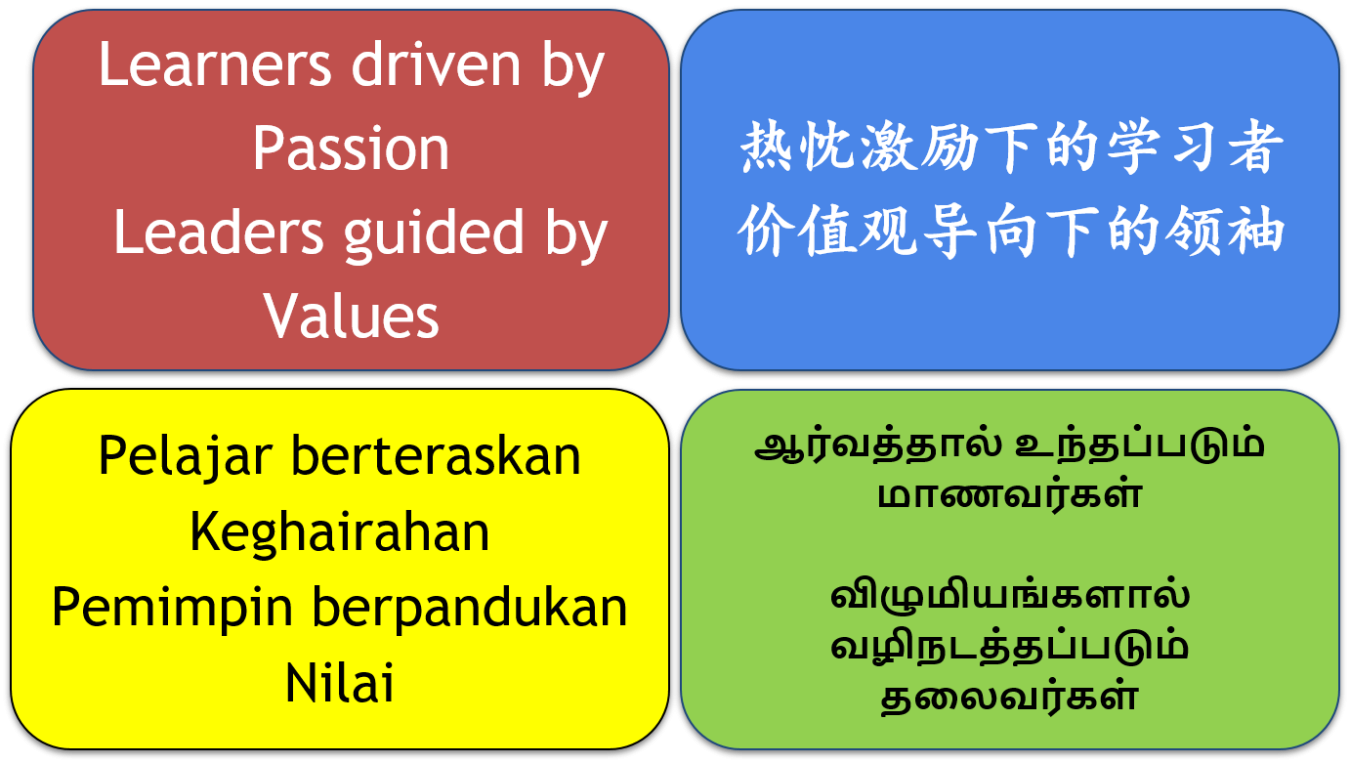 Learners driven by
Passion
Leaders guided by
Values
热忱激励下的学习者
价值观导向下的领袖
Pelajar berteraskan
Keghairahan
Pemimpin berpandukan
Nilai
ஆர்வத்தால் உந்தப்படும்
மாணவர்கள்
விழுமியங்களால்
வழிநடத்தப்படும்
தலைவர்கள்